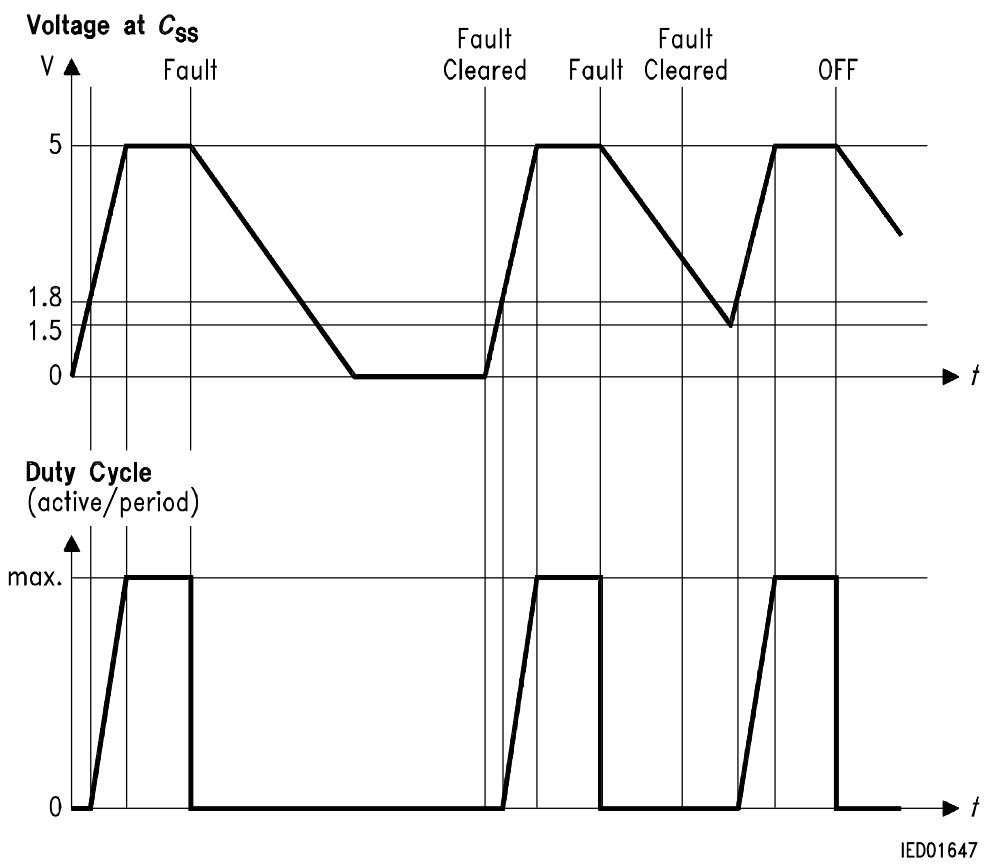 Voltage at CSS
V
Fault
Fault
Cleared
Fault
Fault
Cleared
OFF
5
1.8
1.5
0
t
Duty Cycle
(active/period)
max.
0
t
IED01647